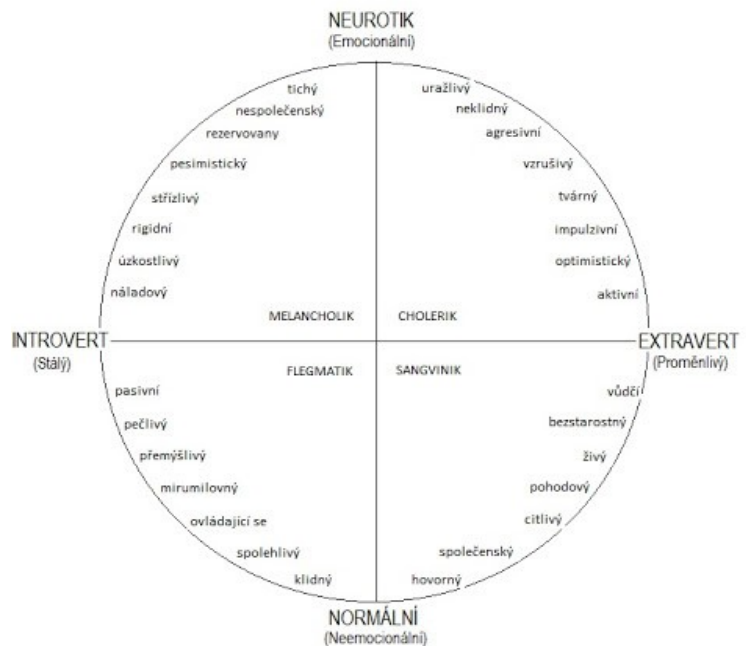 NEUROTIK
(Emocionální)
tichý
uražlivý
nespolečenský
neklidný
rezervovany
agresivní
pesimistický
vzrušivý
střízlivý
tvárný
rigidní
impulzivní
úzkostlivý
optimistický
náladový
aktivní
MELANCHOLIK
CHOLERIK
INTROVERT
(Stálý)
EXTRAVERT
(Proměnlivý)
FLEGMATIK
SANGVINIK
pasivní
vůdčí
pečlivý
bezstarostný
přemýšlivý
živý
mirumilovný
pohodový
ovládající se
citlivý
spolehlivý
společenský
klidný
hovorný
NORMÁLNÍ
(Neemocionální)